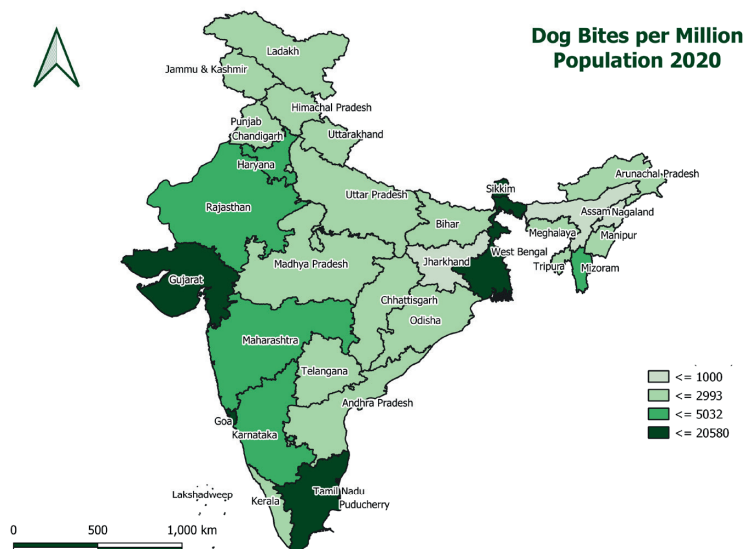 Dog Bites per Million
Population 2020
Ladakh
Jammu & Kashmir
Himachal Pradesh
Punjab
Chandigarh
Uttarakhand
Haryana
Arunachal Pradesh
Sikkim
Uttar Pradesh
Rajasthan
Assam
Nagaland
Bihar
Meghalaya
Manipur
West Bengal
Jharkhand
Madhya Pradesh
Tripura
Mizoram
Gujarat
Chhattisgarh
Odisha
Maharashtra
Telangana
<= 1000
<= 2993
<= 5032
<= 20580
Andhra Pradesh
Goa
Karnataka
Lakshadweep
Kerala
Tamil Nadu
Puducherry
0 500 1,000 km